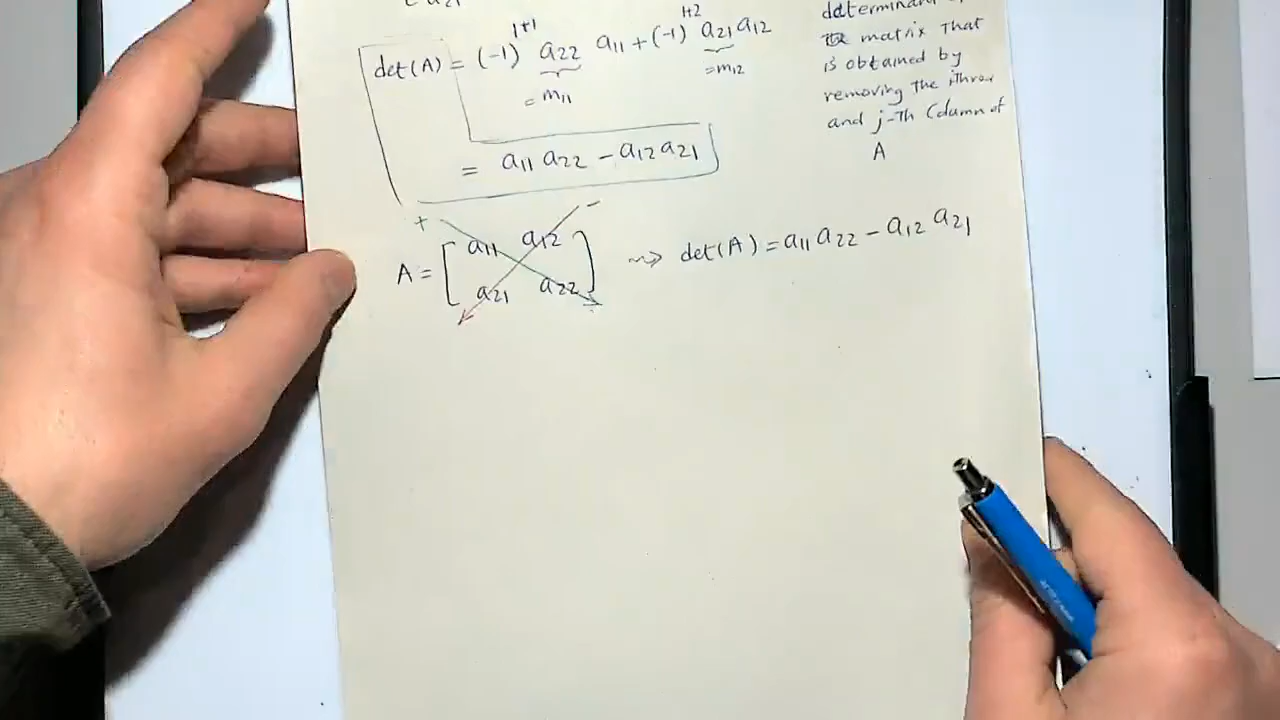 det(A) = (-1)^{1+1} a22 a11 + (-1)^{1+2} a21 a12
= m11 = m12
= a11 a22 - a12 a21
+ -
A = [ a11 a12
a21 a22 ] ⇝ det(A) = a11 a22 - a12 a21
determinant
matrix that
is obtained by
removing the ith row
and j-th Column of
A